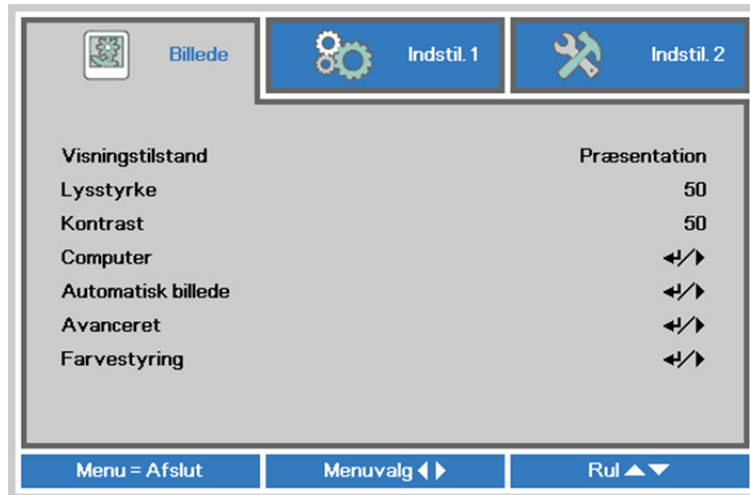 Billede Indstil. 1 Indstil. 2
Visningstilstand Præsentation
Lysstyrke 50
Kontrast 50
Computer ↵/▶
Automatisk billede ↵/▶
Avanceret ↵/▶
Farvestyring ↵/▶
Menu = Afslut Menuvalg ◀ ▶ Rul ▲▼